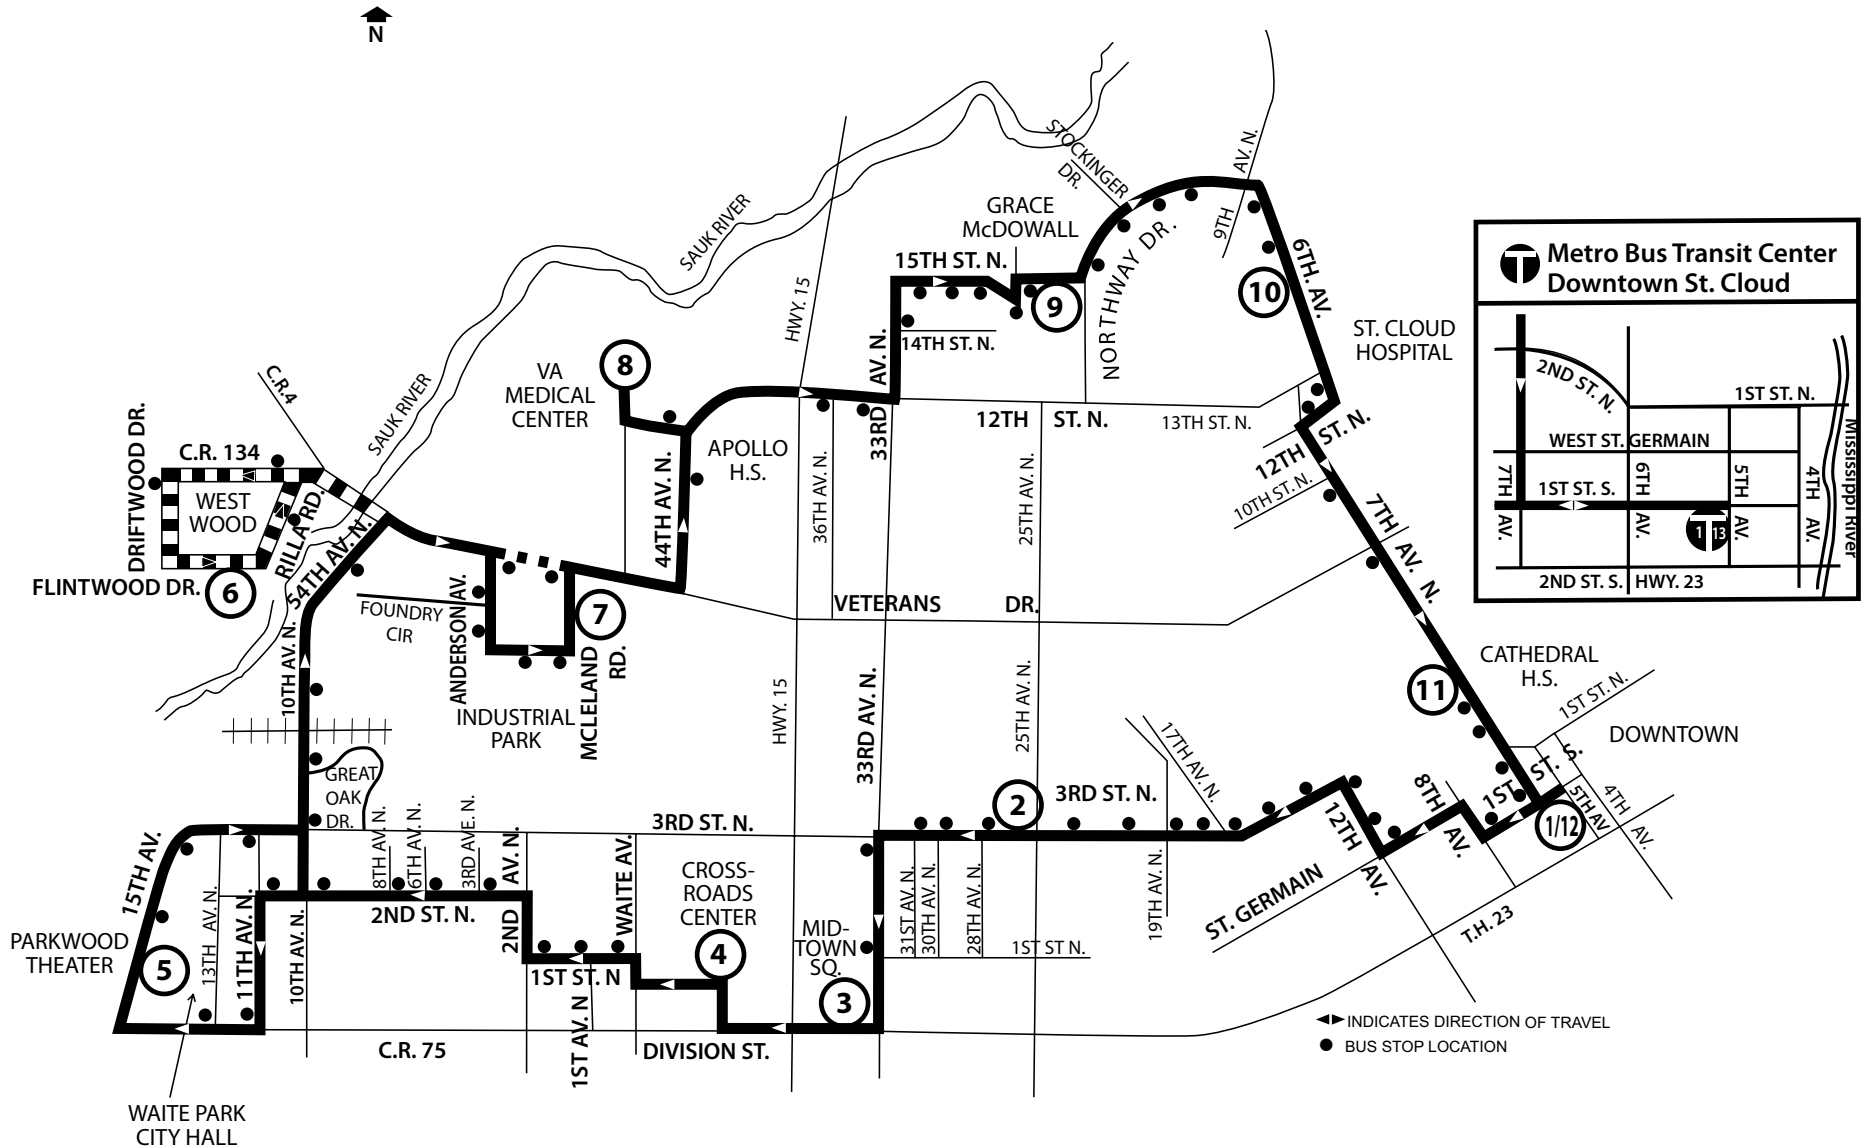 N
SAUK RIVER
STOCKINGER
DR.
9TH
AV. N.
GRACE
McDOWALL
15TH ST. N.
9
NORTHWAY DR.
10
6TH. AV.
ST. CLOUD
HOSPITAL
HWY. 15
14TH ST. N.
33RD
AV. N.
VA
MEDICAL
CENTER
8
C.R.4
SAUK RIVER
DRIFTWOOD DR.
C.R. 134
WEST
WOOD
RILLA RD.
FLINTWOOD DR.
6
54TH AV. N.
APOLLO
H.S.
44TH AV. N.
36TH AV. N.
12TH
ST. N.
25TH AV. N.
13TH ST. N.
12TH
ST. N.
10TH ST. N.
7TH
AV. N.
FOUNDRY
CIR
ANDERSON AV.
7
MCLELAND
RD.
INDUSTRIAL
PARK
VETERANS
DR.
10TH AV. N.
HWY. 15
33RD AV. N.
25TH AV. N.
11
CATHEDRAL
H.S.
1ST ST. N.
DOWNTOWN
GREAT
OAK
DR.
15TH AV.
8TH AV. N.
6TH AV. N.
3RD AVE. N.
2ND
AV. N.
WAITE AV.
3RD ST. N.
2
3RD ST. N.
17TH AV. N.
19TH AV. N.
12TH
AV.
8TH
AV.
1ST
ST. S.
5TH AV
4TH
AV.
1/12
ST. GERMAIN
T.H. 23
PARKWOOD
THEATER
5
13TH
AV. N.
11TH AV. N.
10TH AV. N.
2ND ST. N.
1ST ST. N
1ST AV. N
CROSS-
ROADS
CENTER
4
MID-
TOWN
SQ.
3
31ST AV. N.
30TH AV. N.
28TH AV. N.
1ST ST N.
C.R. 75
DIVISION ST.
WAITE PARK
CITY HALL
INDICATES DIRECTION OF TRAVEL
BUS STOP LOCATION
T
Metro Bus Transit Center
Downtown St. Cloud
2ND ST. N.
1ST ST. N.
WEST ST. GERMAIN
7TH
AV.
1ST ST. S.
6TH
AV.
5TH
AV.
4TH
AV.
Mississippi River
1 T 13
2ND ST. S.
HWY. 23